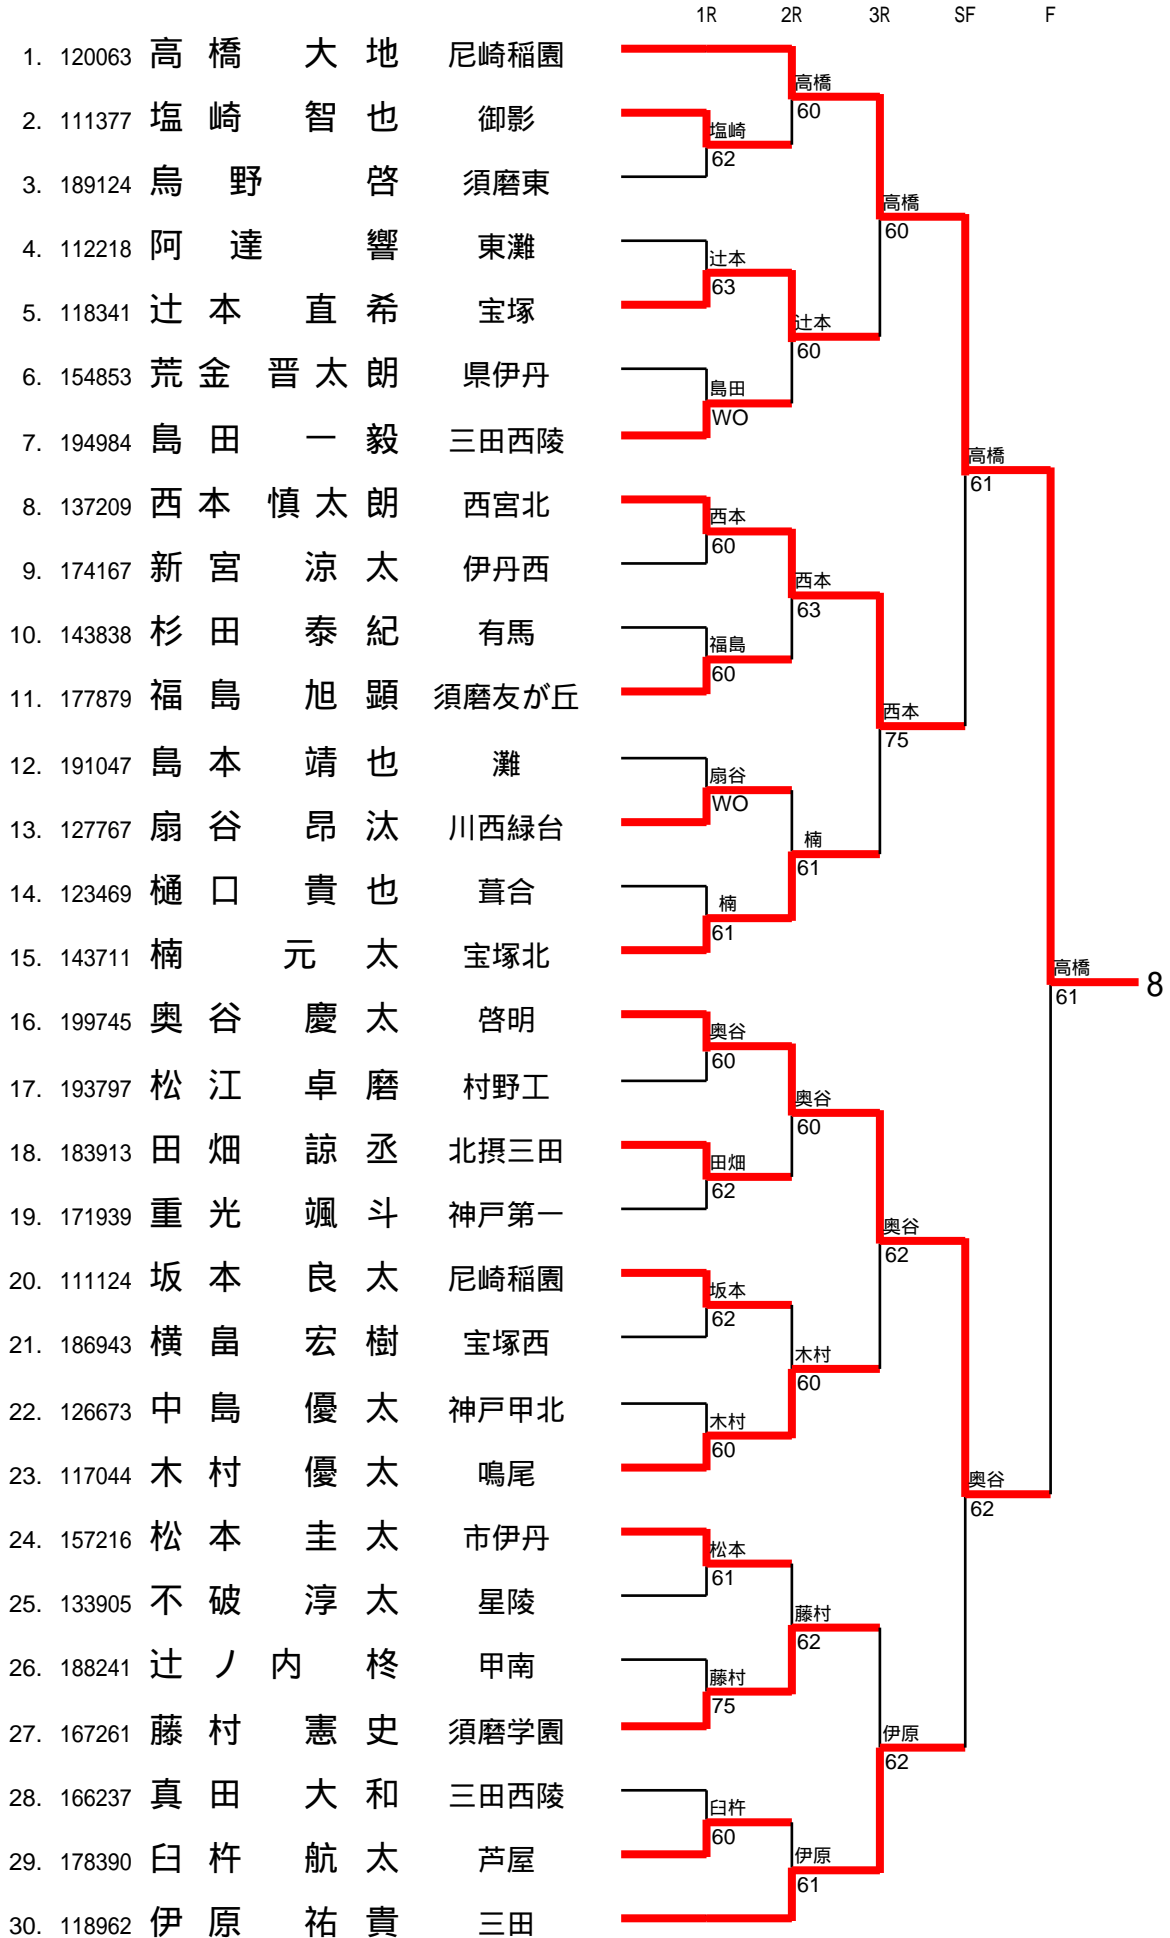 1R 2R 3R SF F
1. 120063 高橋 大地 尼崎稲園
高橋
60
2. 111377 塩崎 智也 御影
塩崎
62
3. 189124 烏野 啓 須磨東
高橋
60
4. 112218 阿達 響 東灘
辻本
63
5. 118341 辻本 直希 宝塚
辻本
60
6. 154853 荒金 晋太朗 県伊丹
島田
WO
7. 194984 島田 一毅 三田西陵
高橋
61
8. 137209 西本 慎太朗 西宮北
西本
60
9. 174167 新宮 涼太 伊丹西
西本
63
10. 143838 杉田 泰紀 有馬
福島
60
11. 177879 福島 旭顕 須磨友が丘
西本
75
12. 191047 島本 靖也 灘
扇谷
WO
13. 127767 扇谷 昂汰 川西緑台
楠
61
14. 123469 樋口 貴也 葺合
楠
61
15. 143711 楠 元太 宝塚北
高橋
61
8
16. 199745 奥谷 慶太 啓明
奥谷
60
17. 193797 松江 卓磨 村野工
奥谷
60
18. 183913 田畑 諒丞 北摂三田
田畑
62
19. 171939 重光 颯斗 神戸第一
奥谷
62
20. 111124 坂本 良太 尼崎稲園
坂本
62
21. 186943 横畠 宏樹 宝塚西
木村
60
22. 126673 中島 優太 神戸甲北
木村
60
23. 117044 木村 優太 鳴尾
奥谷
62
24. 157216 松本 圭太 市伊丹
松本
61
25. 133905 不破 淳太 星陵
藤村
62
26. 188241 辻ノ内 柊 甲南
藤村
75
27. 167261 藤村 憲史 須磨学園
伊原
62
28. 166237 真田 大和 三田西陵
臼杵
60
29. 178390 臼杵 航太 芦屋
伊原
61
30. 118962 伊原 祐貴 三田